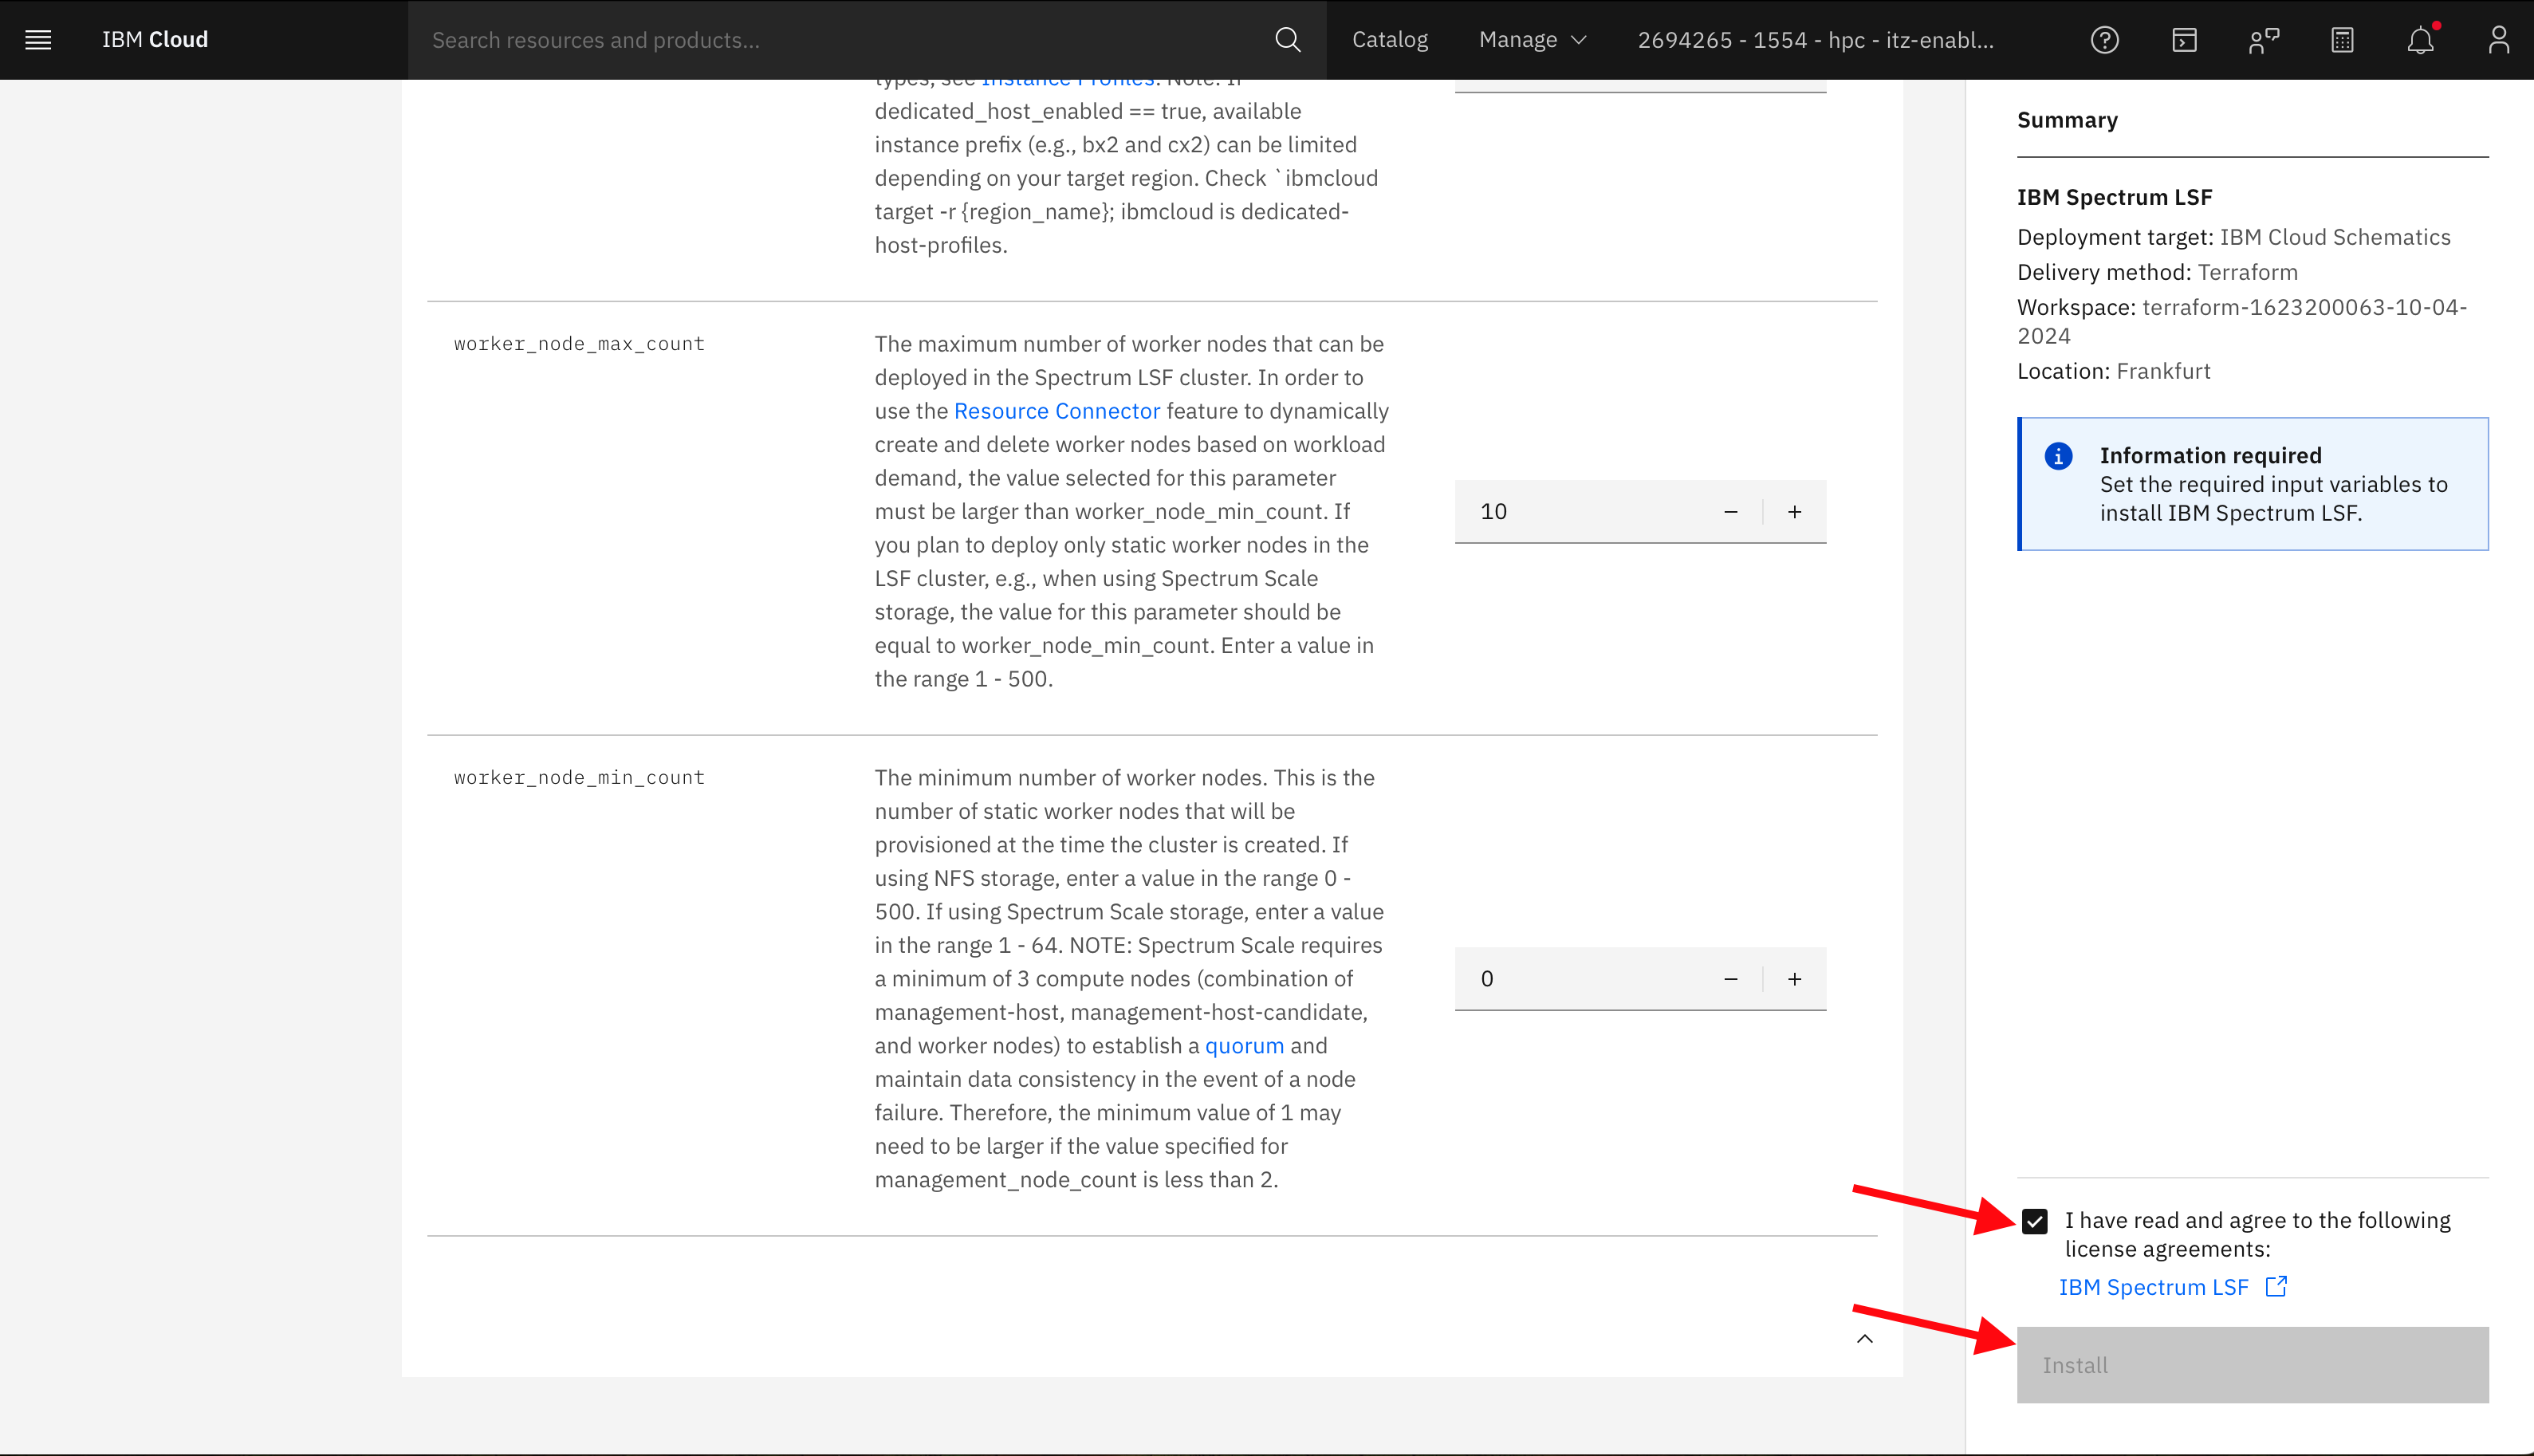 IBM Cloud
Search resources and products...
Catalog
Manage
2694265 - 1554 - hpc - itz-enabl...
types, see Instance Profiles. Note: If
dedicated_host_enabled == true, available
instance prefix (e.g., bx2 and cx2) can be limited
depending on your target region. Check `ibmcloud
target -r {region_name}; ibmcloud is dedicated-
host-profiles.
worker_node_max_count
The maximum number of worker nodes that can be
deployed in the Spectrum LSF cluster. In order to
use the Resource Connector feature to dynamically
create and delete worker nodes based on workload
demand, the value selected for this parameter
must be larger than worker_node_min_count. If
you plan to deploy only static worker nodes in the
LSF cluster, e.g., when using Spectrum Scale
storage, the value for this parameter should be
equal to worker_node_min_count. Enter a value in
the range 1 - 500.
10
worker_node_min_count
The minimum number of worker nodes. This is the
number of static worker nodes that will be
provisioned at the time the cluster is created. If
using NFS storage, enter a value in the range 0 -
500. If using Spectrum Scale storage, enter a value
in the range 1 - 64. NOTE: Spectrum Scale requires
a minimum of 3 compute nodes (combination of
management-host, management-host-candidate,
and worker nodes) to establish a quorum and
maintain data consistency in the event of a node
failure. Therefore, the minimum value of 1 may
need to be larger if the value specified for
management_node_count is less than 2.
0
Summary
IBM Spectrum LSF
Deployment target: IBM Cloud Schematics
Delivery method: Terraform
Workspace: terraform-1623200063-10-04-
2024
Location: Frankfurt
Information required
Set the required input variables to
install IBM Spectrum LSF.
I have read and agree to the following
license agreements:
IBM Spectrum LSF
Install